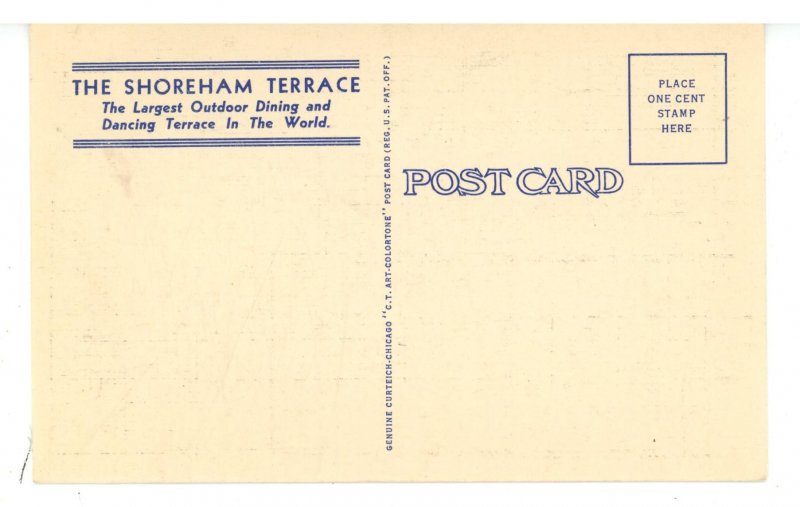 THE SHOREHAM TERRACE
The Largest Outdoor Dining and
Dancing Terrace In The World.
GENUINE CURTEICH-CHICAGO "C.T. ART-COLORTONE" POST CARD (REG. U.S. PAT. OFF.)
POST CARD
PLACE
ONE CENT
STAMP
HERE